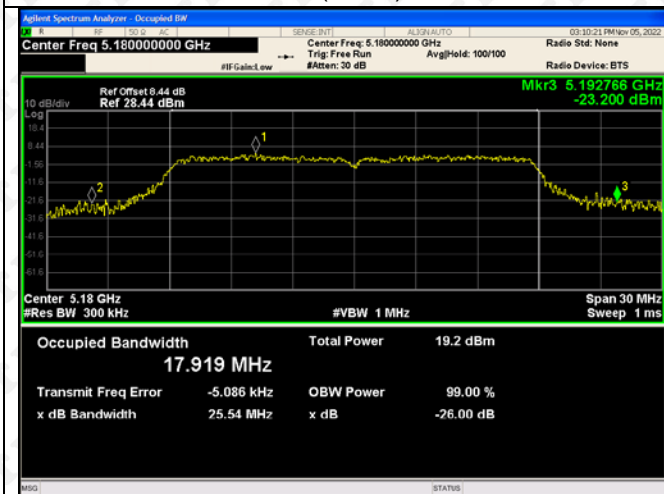 Agilent Spectrum Analyzer - Occupied BW
R RF 50 Ω AC SENSE:INT ALIGN AUTO 03:10:21 PM Nov 05, 2022
Center Freq 5.180000000 GHz Center Freq: 5.180000000 GHz Radio Std: None
Trig: Free Run Avg|Hold: 100/100
#IFGain:Low #Atten: 30 dB Radio Device: BTS
Mkr3 5.192766 GHz
Ref Offset 8.44 dB
10 dB/div Ref 28.44 dBm -23.200 dBm
Log
18.4
8.44
-1.56
-11.6
-21.6
-31.6
-41.6
-51.6
-61.6
1
2
3
Center 5.18 GHz Span 30 MHz
#Res BW 300 kHz #VBW 1 MHz Sweep 1 ms
Occupied Bandwidth Total Power 19.2 dBm
17.919 MHz
Transmit Freq Error -5.086 kHz OBW Power 99.00 %
x dB Bandwidth 25.54 MHz x dB -26.00 dB
MSG STATUS